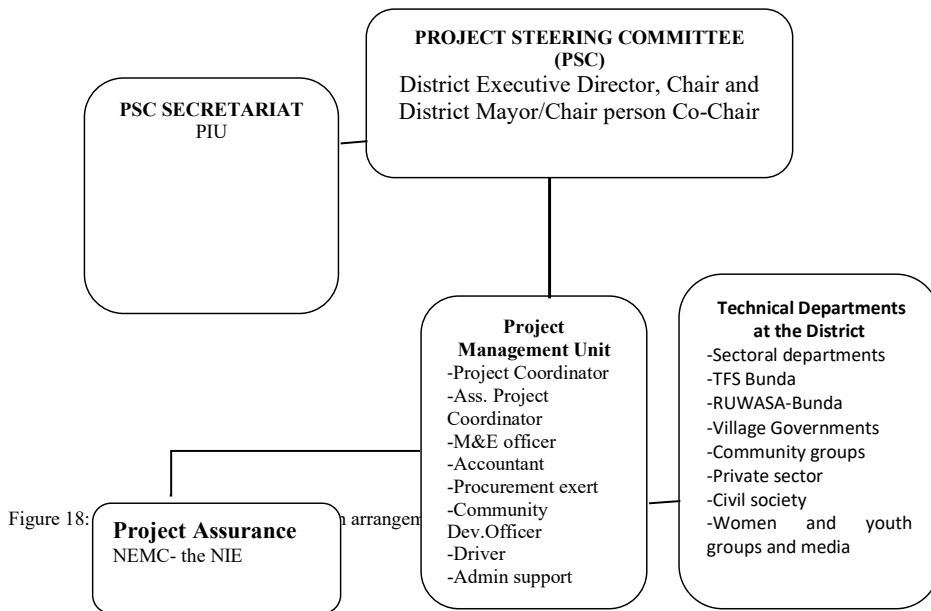 PROJECT STEERING COMMITTEE
(PSC)
District Executive Director, Chair and
District Mayor/Chair person Co-Chair
PSC SECRETARIAT
PIU
Project
Management Unit
-Project Coordinator
-Ass. Project
Coordinator
-M&E officer
-Accountant
-Procurement exert
-Community
Dev.Officer
-Driver
-Admin support
Technical Departments
at the District
-Sectoral departments
-TFS Bunda
-RUWASA-Bunda
-Village Governments
-Community groups
-Private sector
-Civil society
-Women and youth
groups and media
Figure 18:
Project Assurance
NEMC- the NIE